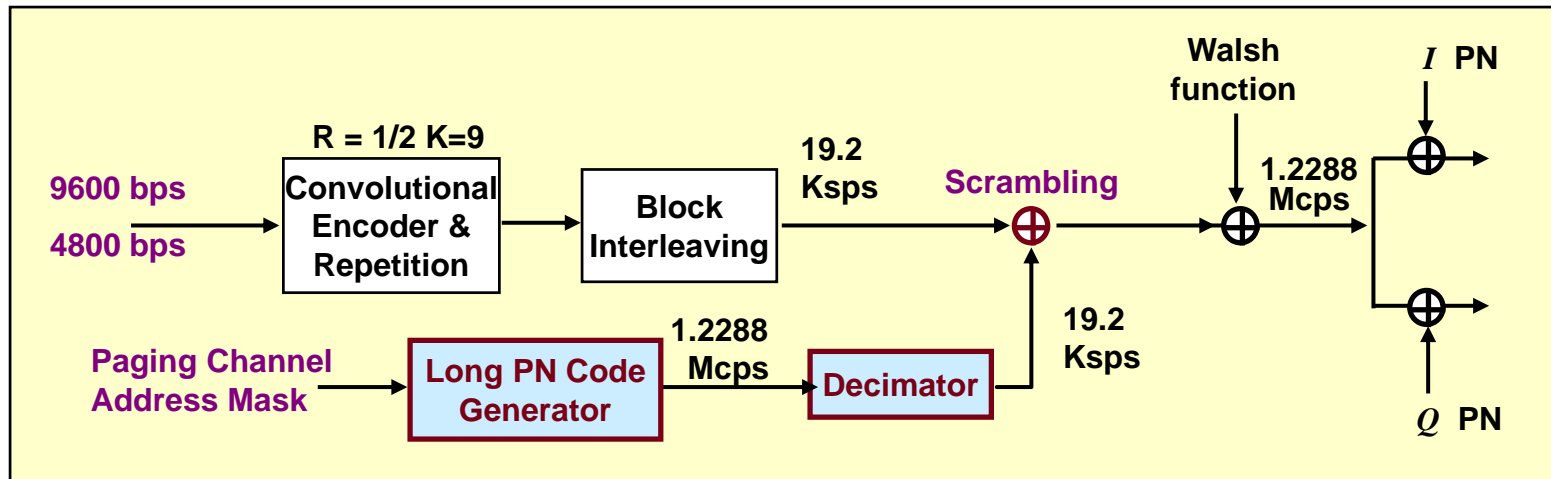 Walsh
function
I PN
R = 1/2 K=9
9600 bps
4800 bps
Convolutional
Encoder &
Repetition
Block
Interleaving
19.2
Ksps
Scrambling
1.2288
Mcps
Paging Channel
Address Mask
Long PN Code
Generator
1.2288
Mcps
Decimator
19.2
Ksps
Q PN